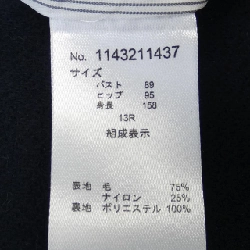 No. 1143211437
サイズ
バスト 89
ヒップ 95
身長 158
13R
組成表示
表地 毛 75%
ナイロン 25%
裏地 ポリエステル 100%